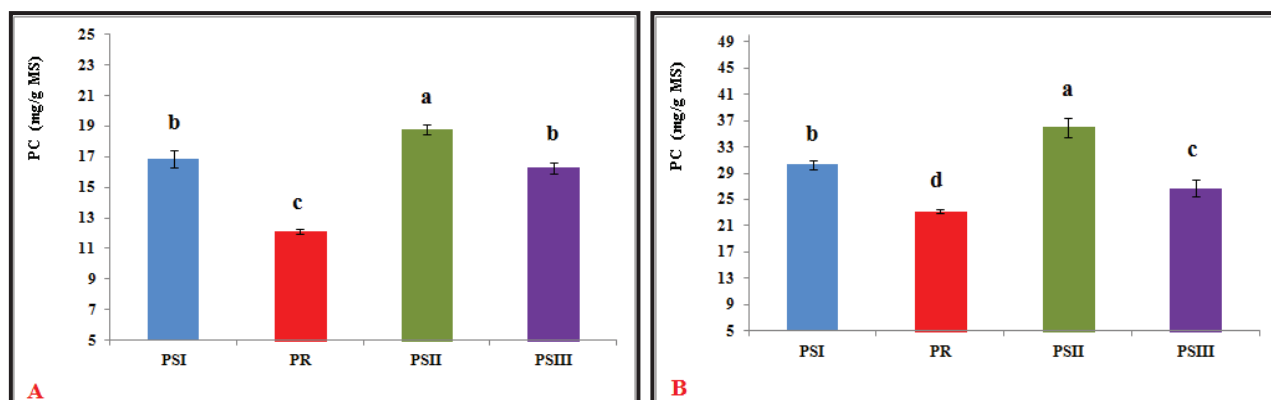 PC (mg/g MS)
25
23
21
19
17
15
13
11
9
7
5
b
c
a
b
PSI PR PSII PSIII
A
PC (mg/g MS)
49
45
41
37
33
29
25
21
17
13
9
5
b
d
a
c
PSI PR PSII PSIII
B